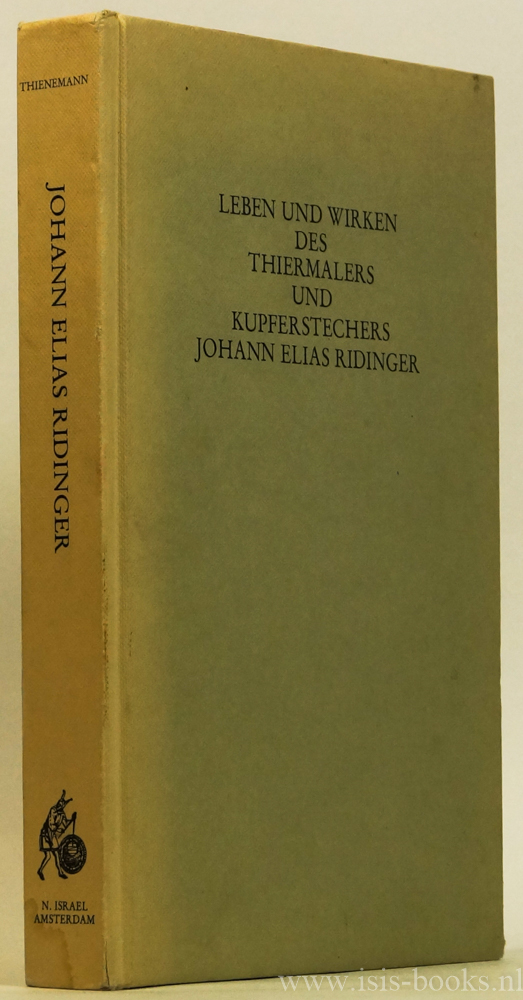 THIENEMANN
JOHANN ELIAS RIDINGER
N. ISRAEL
AMSTERDAM
LEBEN UND WIRKEN
DES
THIERMALERS
UND
KUPFERSTECHERS
JOHANN ELIAS RIDINGER
www.isis-books.nl